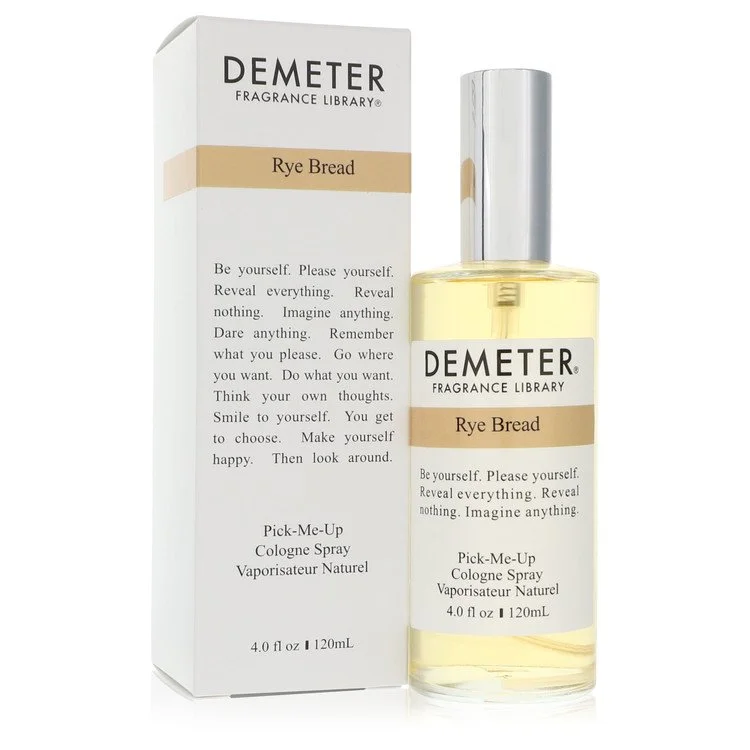 DEMETER
FRAGRANCE LIBRARY®
Rye Bread
Be yourself. Please yourself.
Reveal everything. Reveal
nothing. Imagine anything.
Dare anything. Remember
what you please. Go where
you want. Do what you want.
Think your own thoughts.
Smile to yourself. You get
to choose. Make yourself
happy. Then look around.
Pick-Me-Up
Cologne Spray
Vaporisateur Naturel
4.0 fl oz 120mL
DEMETER®
FRAGRANCE LIBRARY
Rye Bread
Be yourself. Please yourself.
Reveal everything. Reveal
nothing. Imagine anything.
Pick-Me-Up
Cologne Spray
Vaporisateur Naturel
4.0 fl oz 120mL